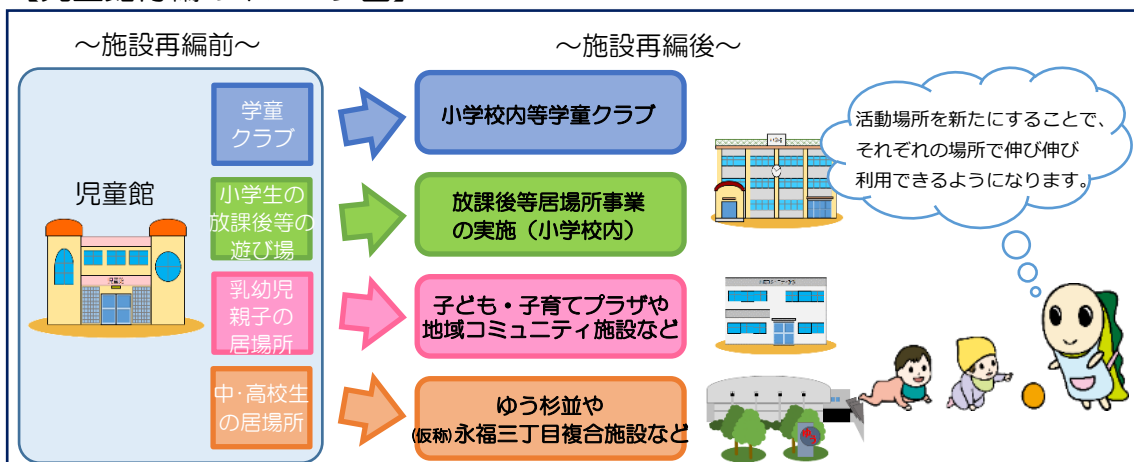 ～施設再編前～
～施設再編後～
児童館
児童館
学童
クラブ
小学校内等学童クラブ
小学生の
放課後等の
遊び場
放課後等居場所事業
の実施（小学校内）
乳幼児
親子の
居場所
子ども・子育てプラザや
地域コミュニティ施設など
中・高校生
の居場所
ゆう杉並や
(仮称)永福三丁目複合施設など
活動場所を新たにすることで、
それぞれの場所で伸び伸び
利用できるようになります。